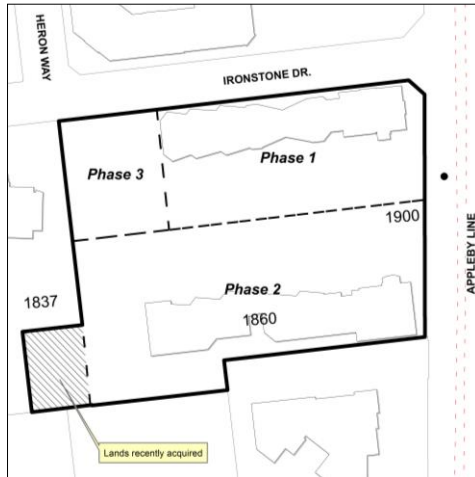 HERON WAY
IRONSTONE DR.
Phase 3
Phase 1
1900
APPLEBY LINE
Phase 2
1837
1860
Lands recently acquired